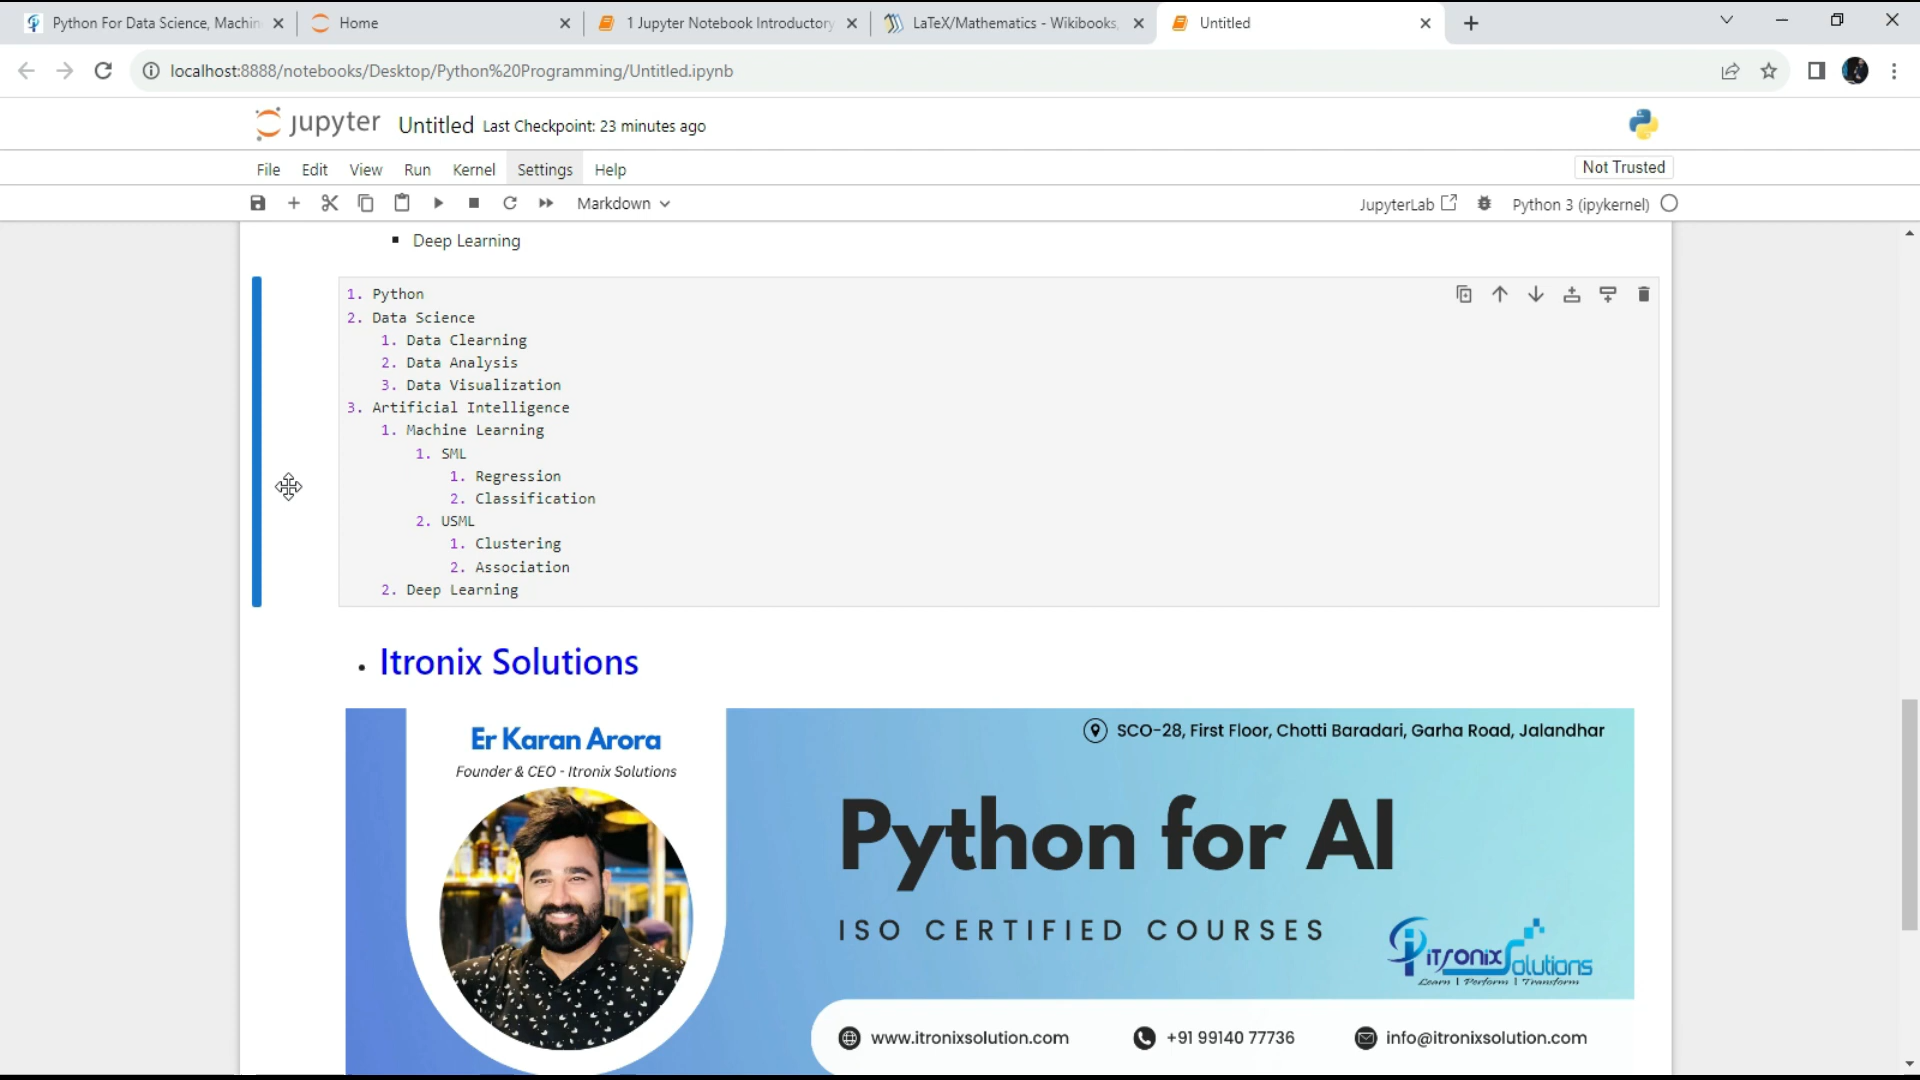 Python For Data Science, Machin
Home
1 Jupyter Notebook Introductory
LaTeX/Mathematics - Wikibooks,
Untitled
localhost:8888/notebooks/Desktop/Python%20Programming/Untitled.ipynb
jupyter Untitled Last Checkpoint: 23 minutes ago
File Edit View Run Kernel Settings Help
Not Trusted
Markdown
JupyterLab
Python 3 (ipykernel)
▪ Deep Learning
1. Python
2. Data Science
1. Data Clearning
2. Data Analysis
3. Data Visualization
3. Artificial Intelligence
1. Machine Learning
1. SML
1. Regression
2. Classification
2. USML
1. Clustering
2. Association
2. Deep Learning
• Itronix Solutions
Er Karan Arora
Founder & CEO - Itronix Solutions
SCO-28, First Floor, Chotti Baradari, Garha Road, Jalandhar
Python for AI
ISO CERTIFIED COURSES
itronix Solutions
Learn | Perform | Transform
www.itronixsolution.com
+91 99140 77736
info@itronixsolution.com